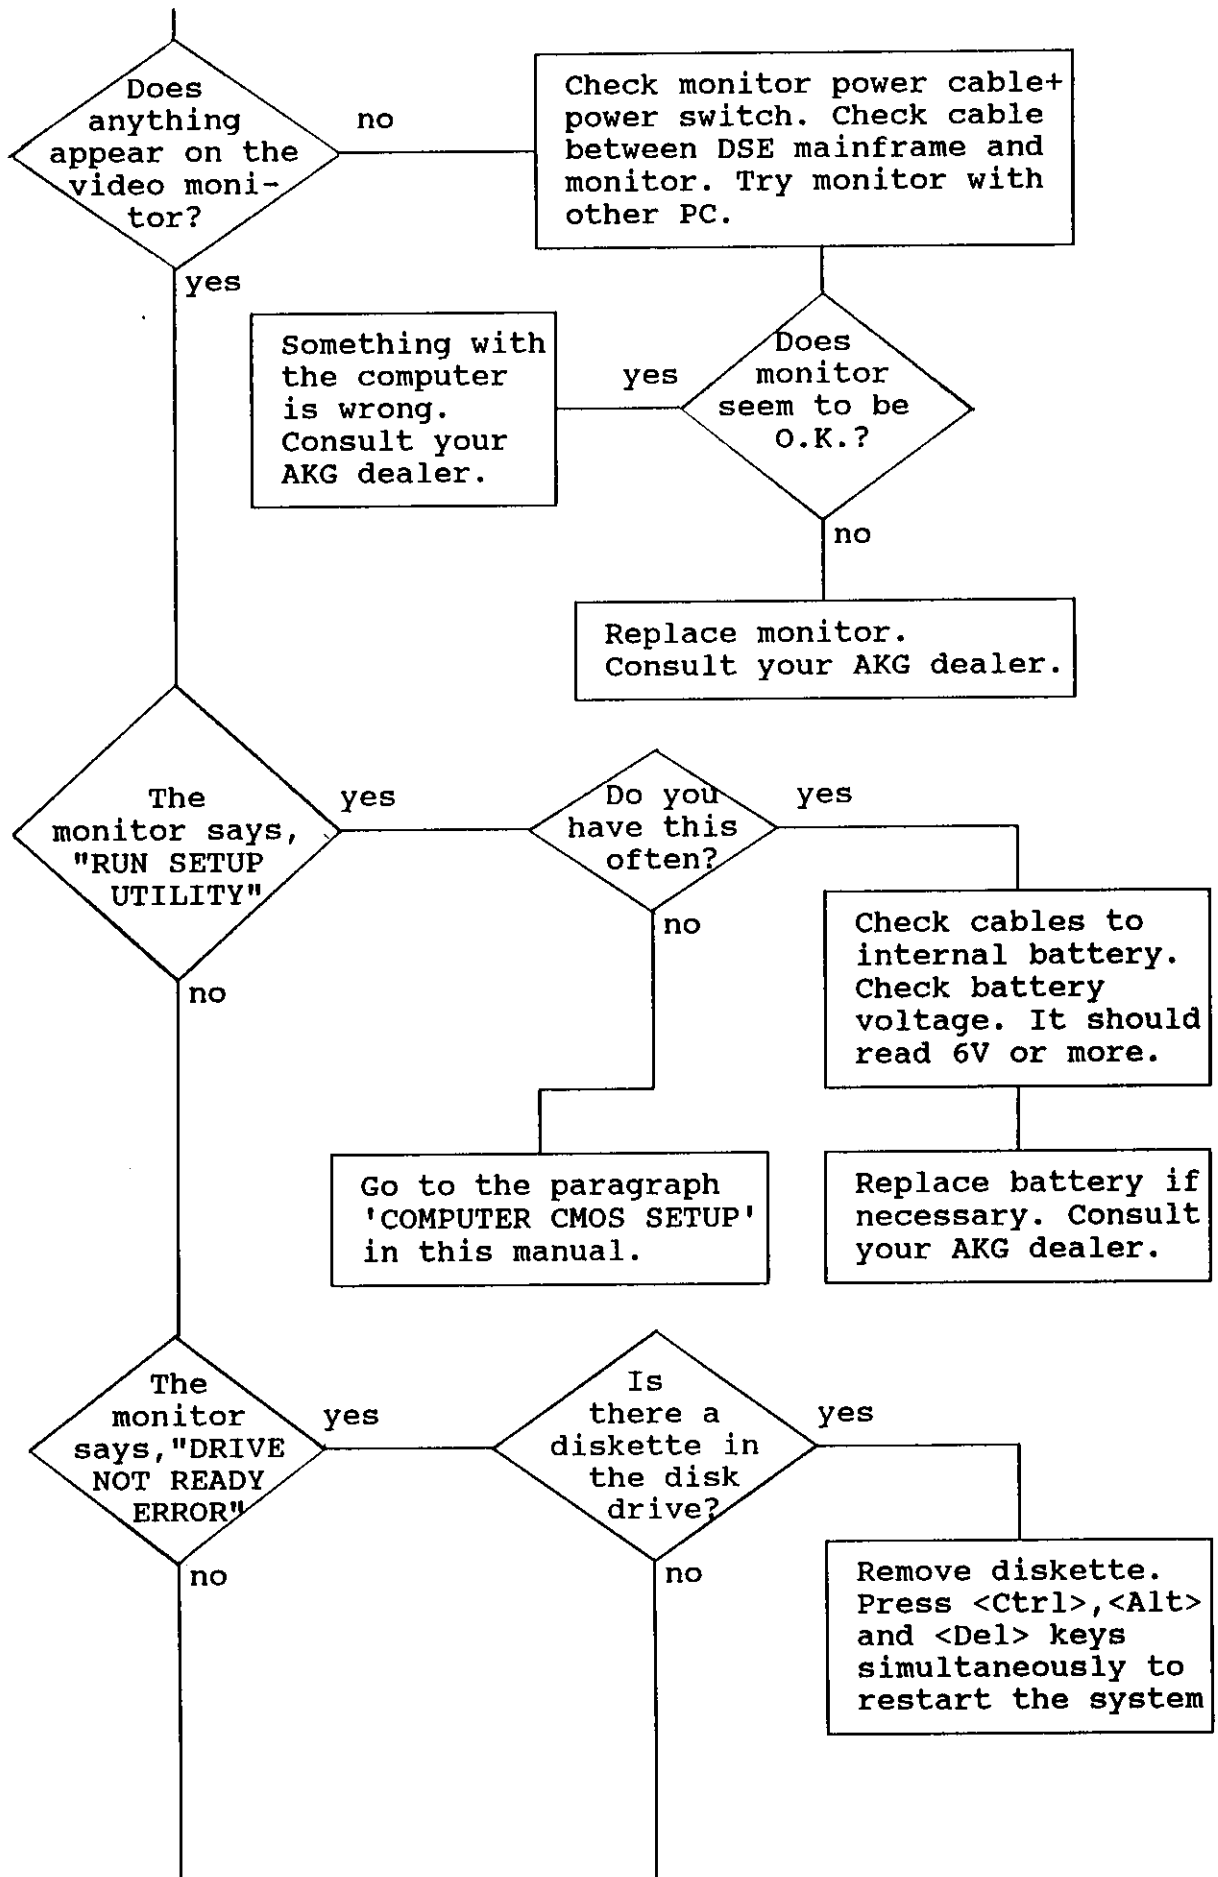 Does
anything
appear on the
video moni-
tor?
no
Check monitor power cable+
power switch. Check cable
between DSE mainframe and
monitor. Try monitor with
other PC.
yes
Something with
the computer
is wrong.
Consult your
AKG dealer.
yes
Does
monitor
seem to be
O.K.?
no
Replace monitor.
Consult your AKG dealer.
The
monitor says,
"RUN SETUP
UTILITY"
yes
Do you
have this
often?
yes
no
Check cables to
internal battery.
Check battery
voltage. It should
read 6V or more.
no
Go to the paragraph
'COMPUTER CMOS SETUP'
in this manual.
Replace battery if
necessary. Consult
your AKG dealer.
The
monitor
says,"DRIVE
NOT READY
ERROR"
yes
Is
there a
diskette in
the disk
drive?
yes
no
no
Remove diskette.
Press <Ctrl>,<Alt>
and <Del> keys
simultaneously to
restart the system